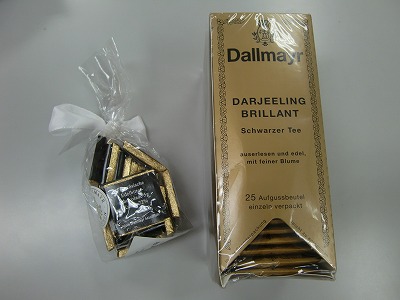 Dallmayr
DARJEELING
BRILLANT
Schwarzer Tee
auserlesen und edel,
mit feiner Blume
25 Aufgussbeutel
einzeln verpackt